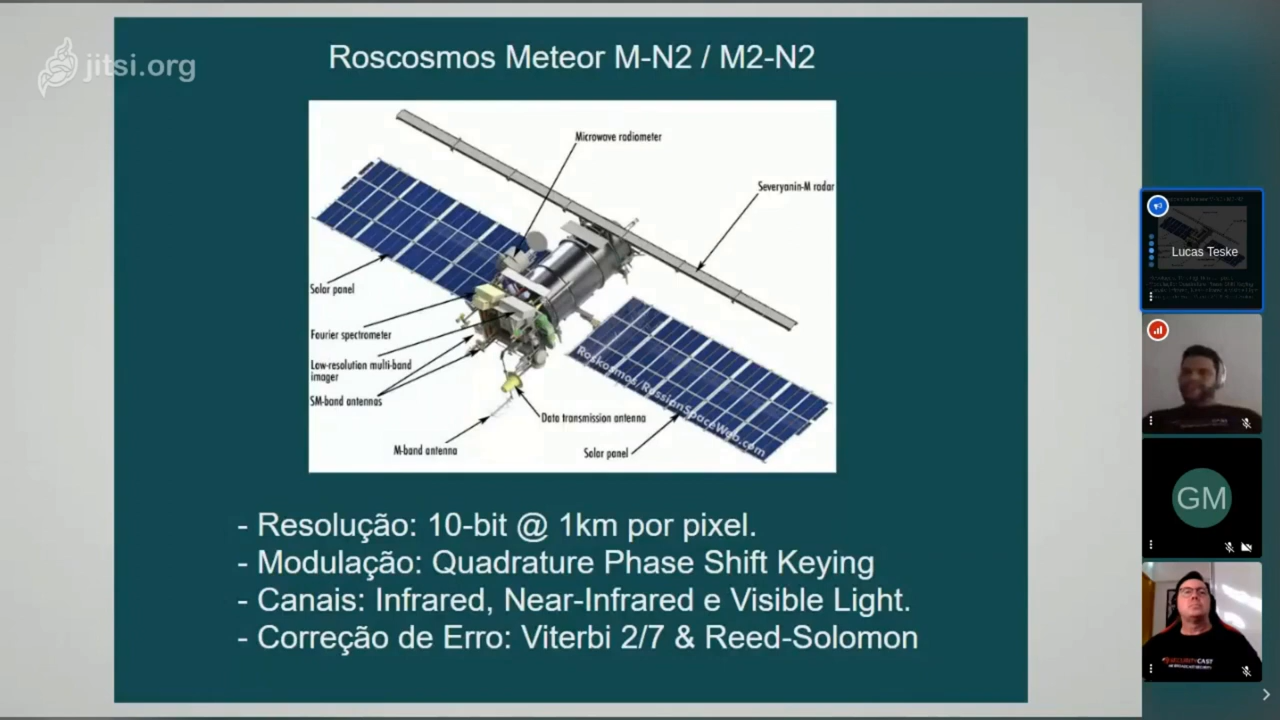 jitsi.org
Roscosmos Meteor M-N2 / M2-N2
Microwave radiometer
Severyanin-M radar
Solar panel
Fourier spectrometer
Low-resolution multi-band
imager
SM-band antennas
Data transmission antenna
M-band antenna
Solar panel
Roskosmos/RussianSpaceWeb.com
- Resolução: 10-bit @ 1km por pixel.
- Modulação: Quadrature Phase Shift Keying
- Canais: Infrared, Near-Infrared e Visible Light.
- Correção de Erro: Viterbi 2/7 & Reed-Solomon
Lucas Teske
GM
SECURITYCAST